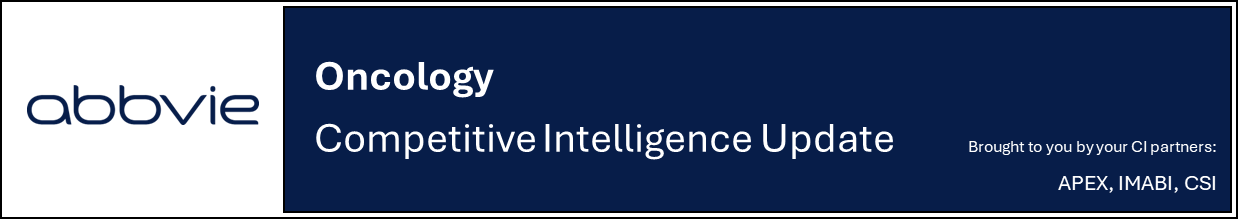 abbvie
Oncology
Competitive Intelligence Update
Brought to you by your CI partners:
APEX, IMABI, CSI